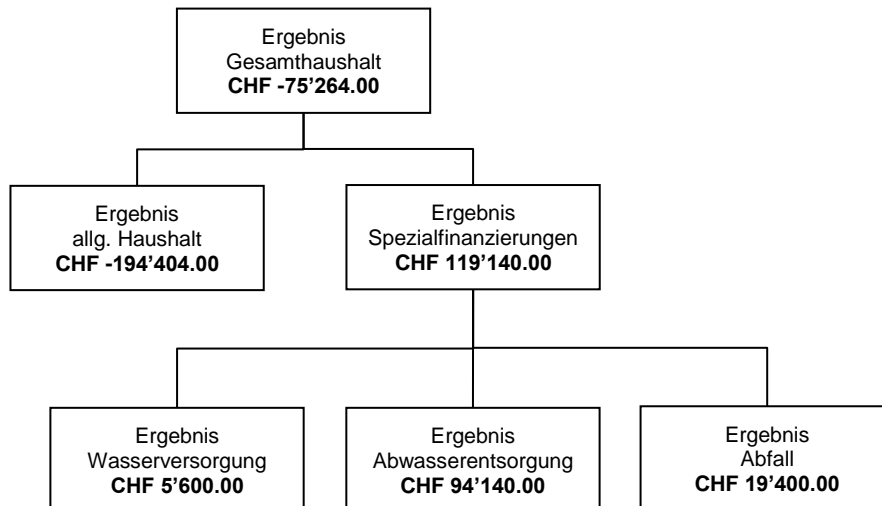 Ergebnis
Gesamthaushalt
CHF -75’264.00
Ergebnis
allg. Haushalt
CHF -194’404.00
Ergebnis
Spezialfinanzierungen
CHF 119’140.00
Ergebnis
Wasserversorgung
CHF 5’600.00
Ergebnis
Abwasserentsorgung
CHF 94’140.00
Ergebnis
Abfall
CHF 19’400.00